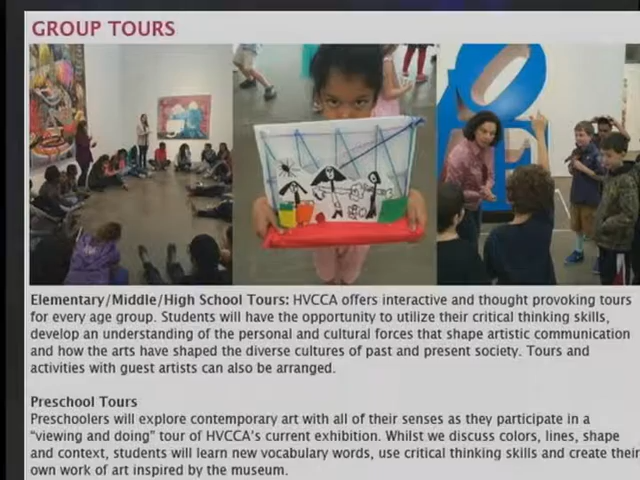 GROUP TOURS
Elementary/Middle/High School Tours: HVCCA offers interactive and thought provoking tours
for every age group. Students will have the opportunity to utilize their critical thinking skills,
develop an understanding of the personal and cultural forces that shape artistic communication
and how the arts have shaped the diverse cultures of past and present society. Tours and
activities with guest artists can also be arranged.
Preschool Tours
Preschoolers will explore contemporary art with all of their senses as they participate in a
“viewing and doing” tour of HVCCA's current exhibition. Whilst we discuss colors, lines, shape
and context, students will learn new vocabulary words, use critical thinking skills and create their
own work of art inspired by the museum.